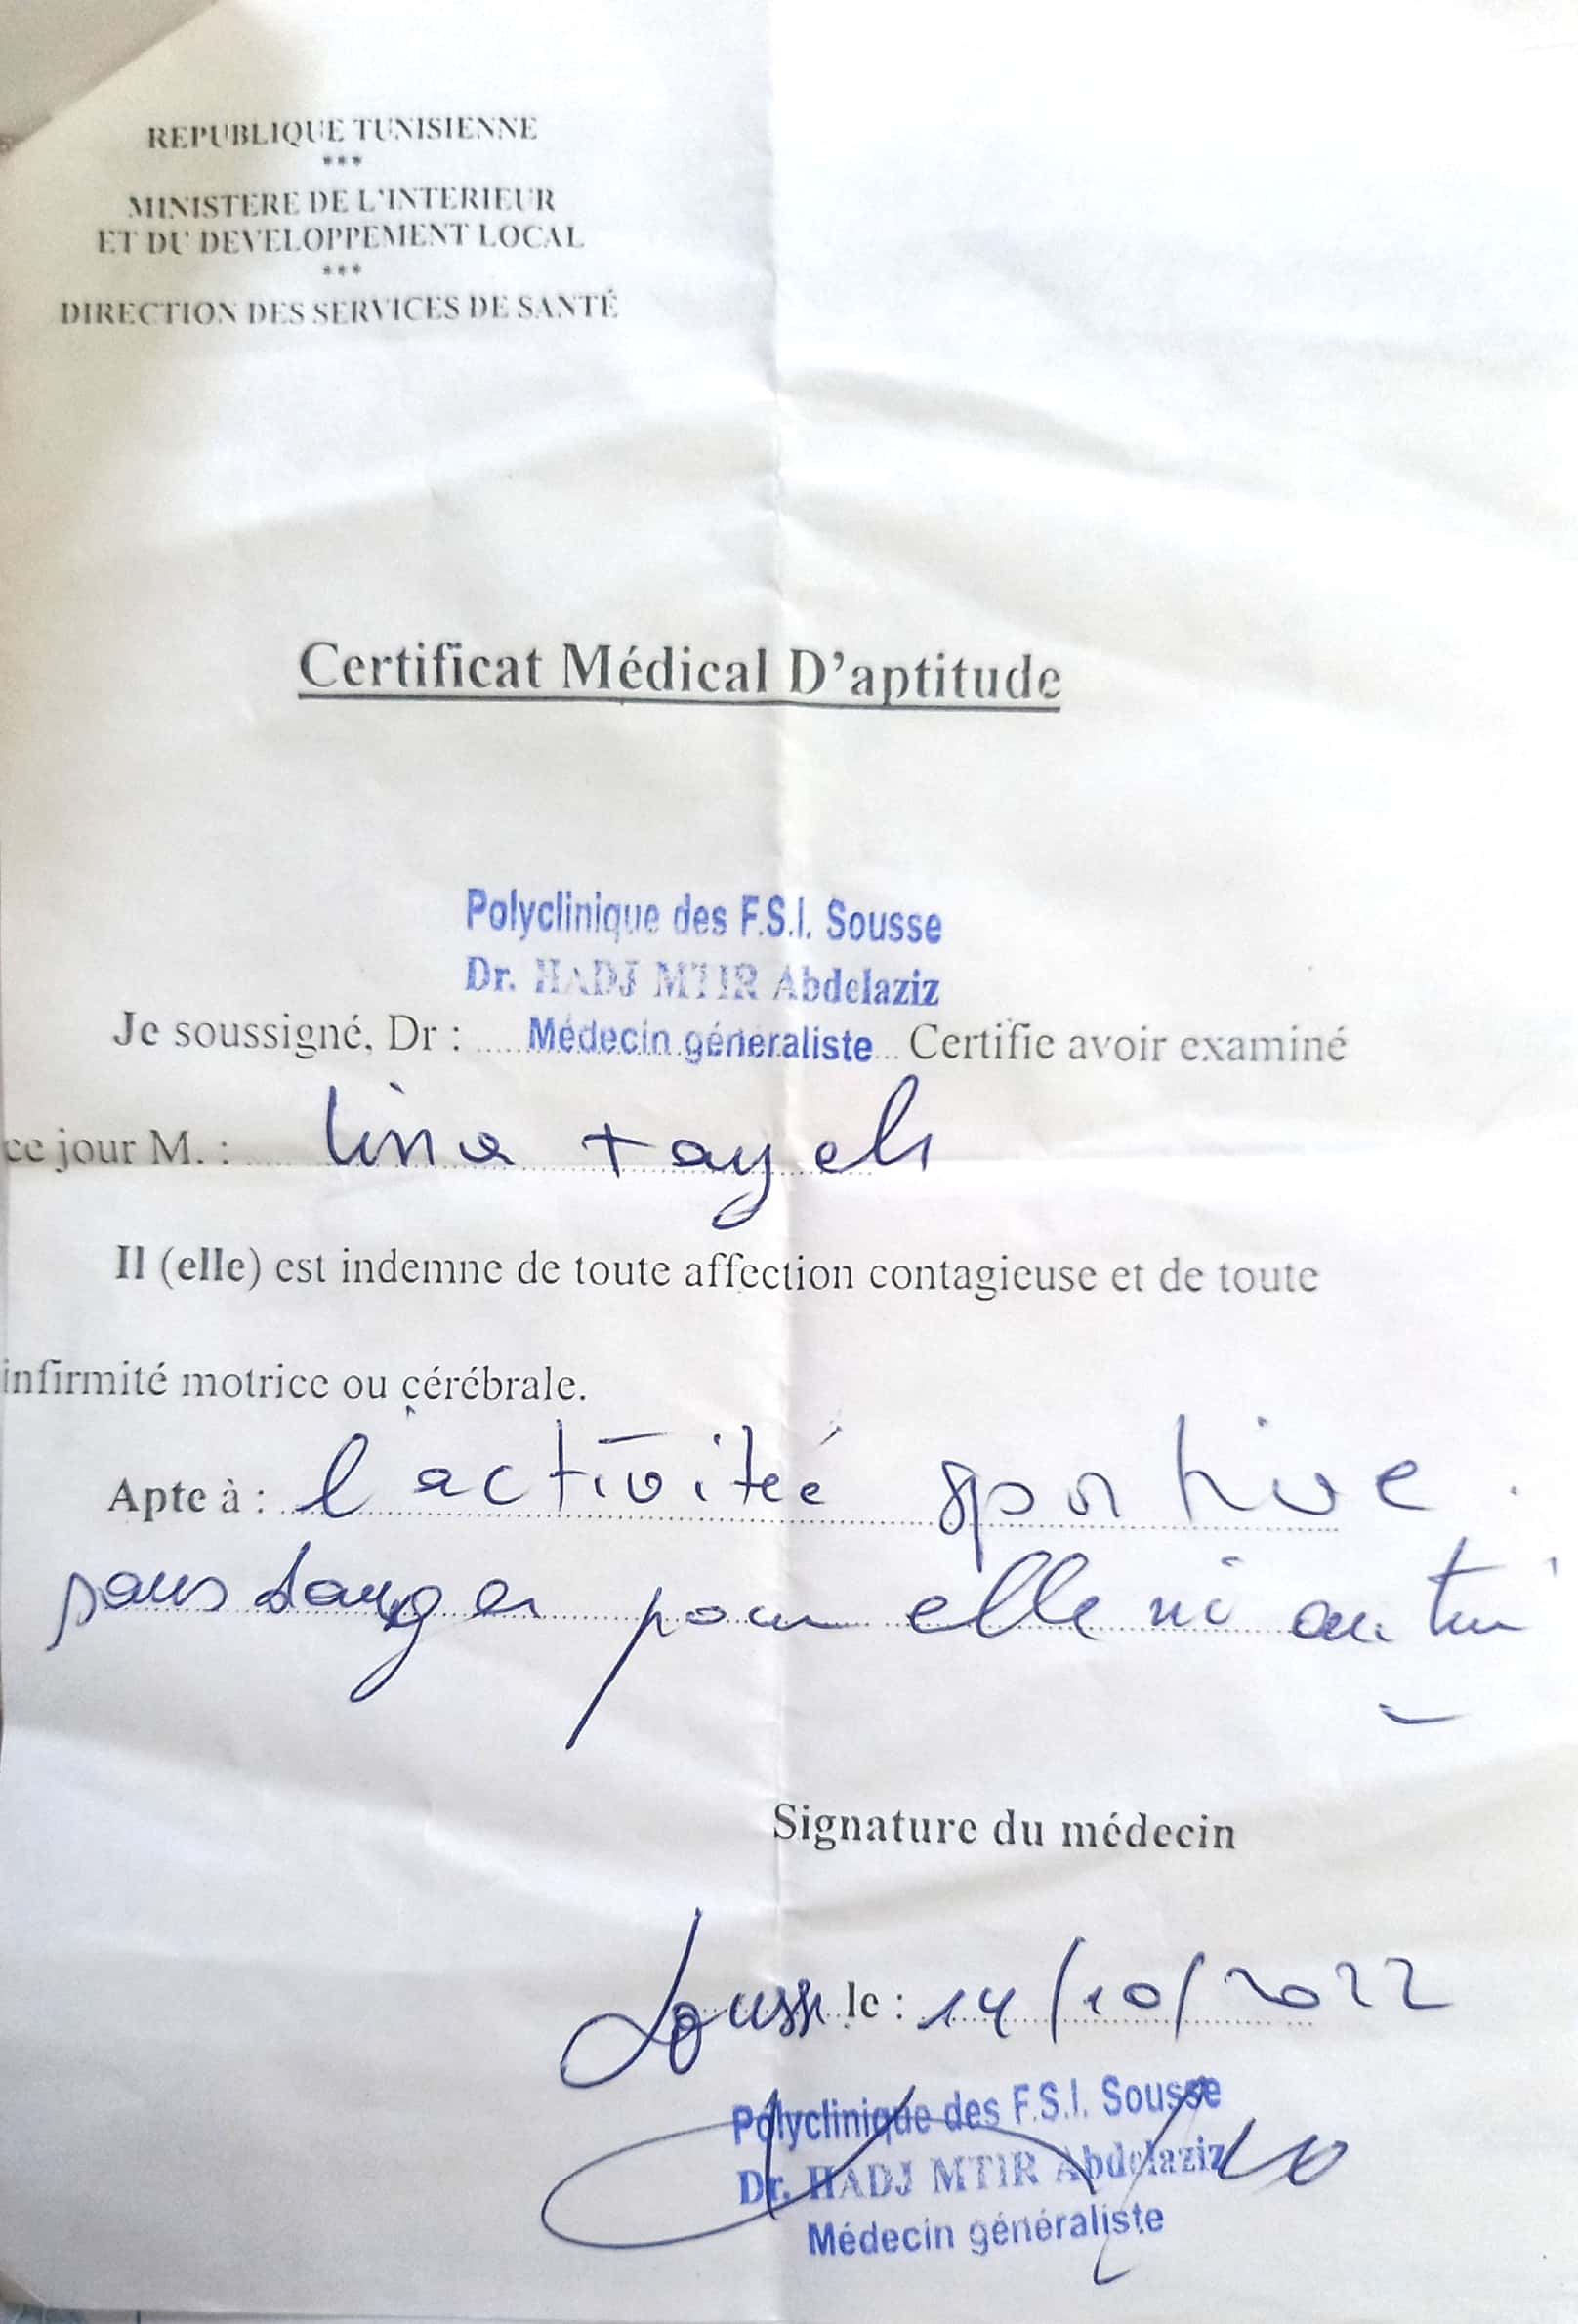 REPUBLIQUE TUNISIENNE
***
MINISTERE DE L'INTERIEUR
ET DU DEVELOPPEMENT LOCAL
***
DIRECTION DES SERVICES DE SANTÉ
Certificat Médical D'aptitude
Polyclinique des F.S.I. Sousse
Dr. HADJ MTIR Abdelaziz
Médecin généraliste
Je soussigné, Dr : Certifie avoir examiné
ce jour M. : lina tayeh
Il (elle) est indemne de toute affection contagieuse et de toute
infirmité motrice ou cérébrale.
Apte à : l'activiteé sportive.
sans danger pour elle ni autrui
Signature du médecin
Sousse le : 14/10/2022
Polyclinique des F.S.I. Sousse
Dr. HADJ MTIR Abdelaziz
Médecin généraliste